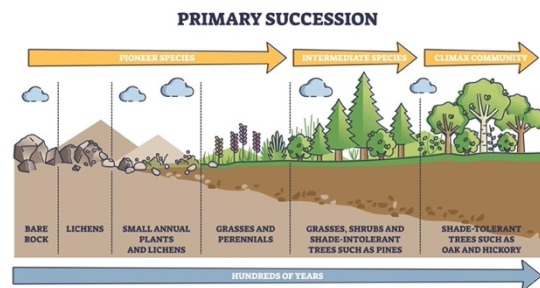 PRIMARY SUCCESSION
PIONEER SPECIES
INTERMEDIATE SPECIES
CLIMAX COMMUNITY
BARE
ROCK
LICHENS
SMALL ANNUAL
PLANTS
AND LICHENS
GRASSES AND
PERENNIALS
GRASSES, SHRUBS AND
SHADE-INTOLERANT
TREES SUCH AS PINES
SHADE-TOLERANT
TREES SUCH AS
OAK AND HICKORY
HUNDREDS OF YEARS